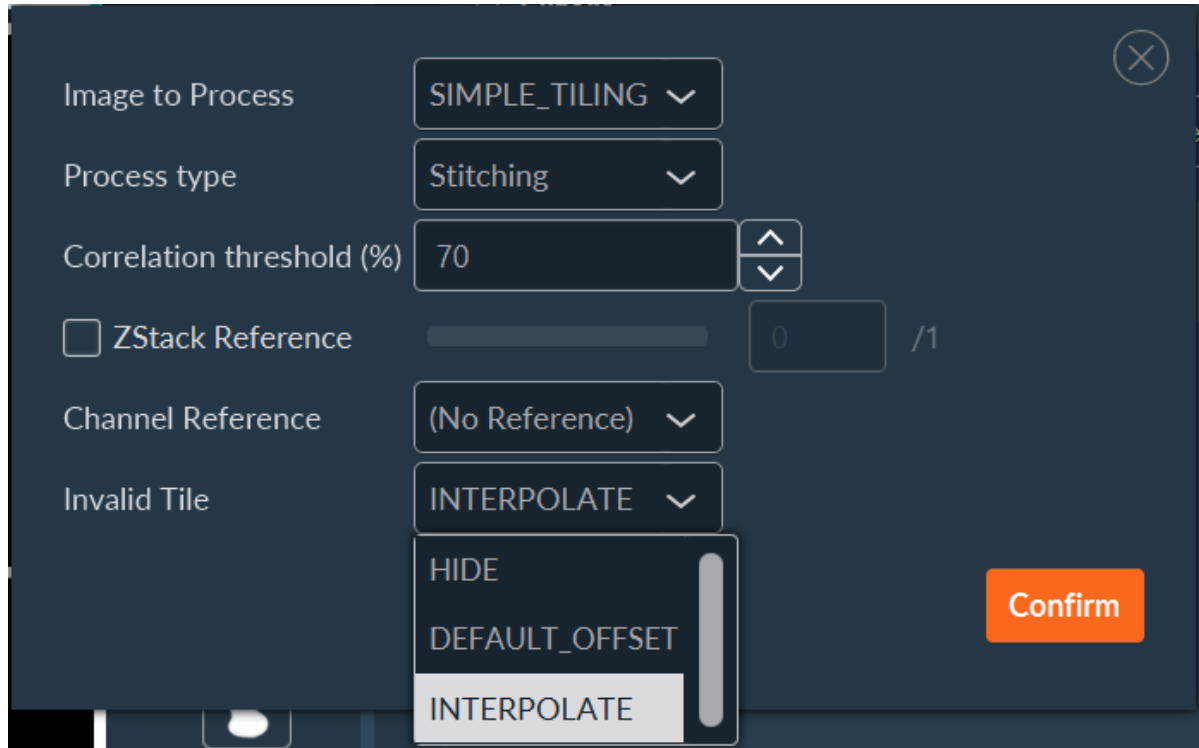 Image to Process SIMPLE_TILING
Process type Stitching
Correlation threshold (%) 70
ZStack Reference 0 /1
Channel Reference (No Reference)
Invalid Tile INTERPOLATE
HIDE
DEFAULT_OFFSET
INTERPOLATE
Confirm